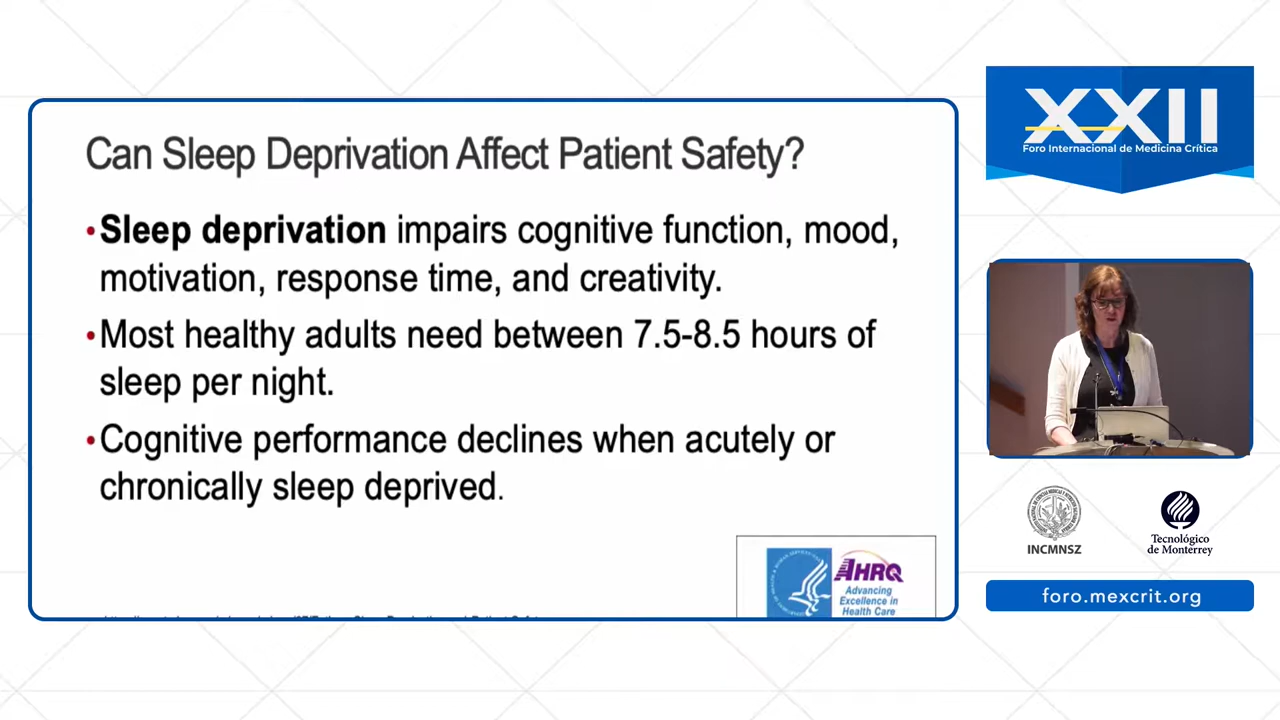 Can Sleep Deprivation Affect Patient Safety?
•Sleep deprivation impairs cognitive function, mood,
motivation, response time, and creativity.
•Most healthy adults need between 7.5-8.5 hours of
sleep per night.
•Cognitive performance declines when acutely or
chronically sleep deprived.
AHRQ
Advancing
Excellence in
Health Care
XXII
Foro Internacional de Medicina Crítica
INCMNSZ
Tecnológico
de Monterrey
foro.mexcrit.org